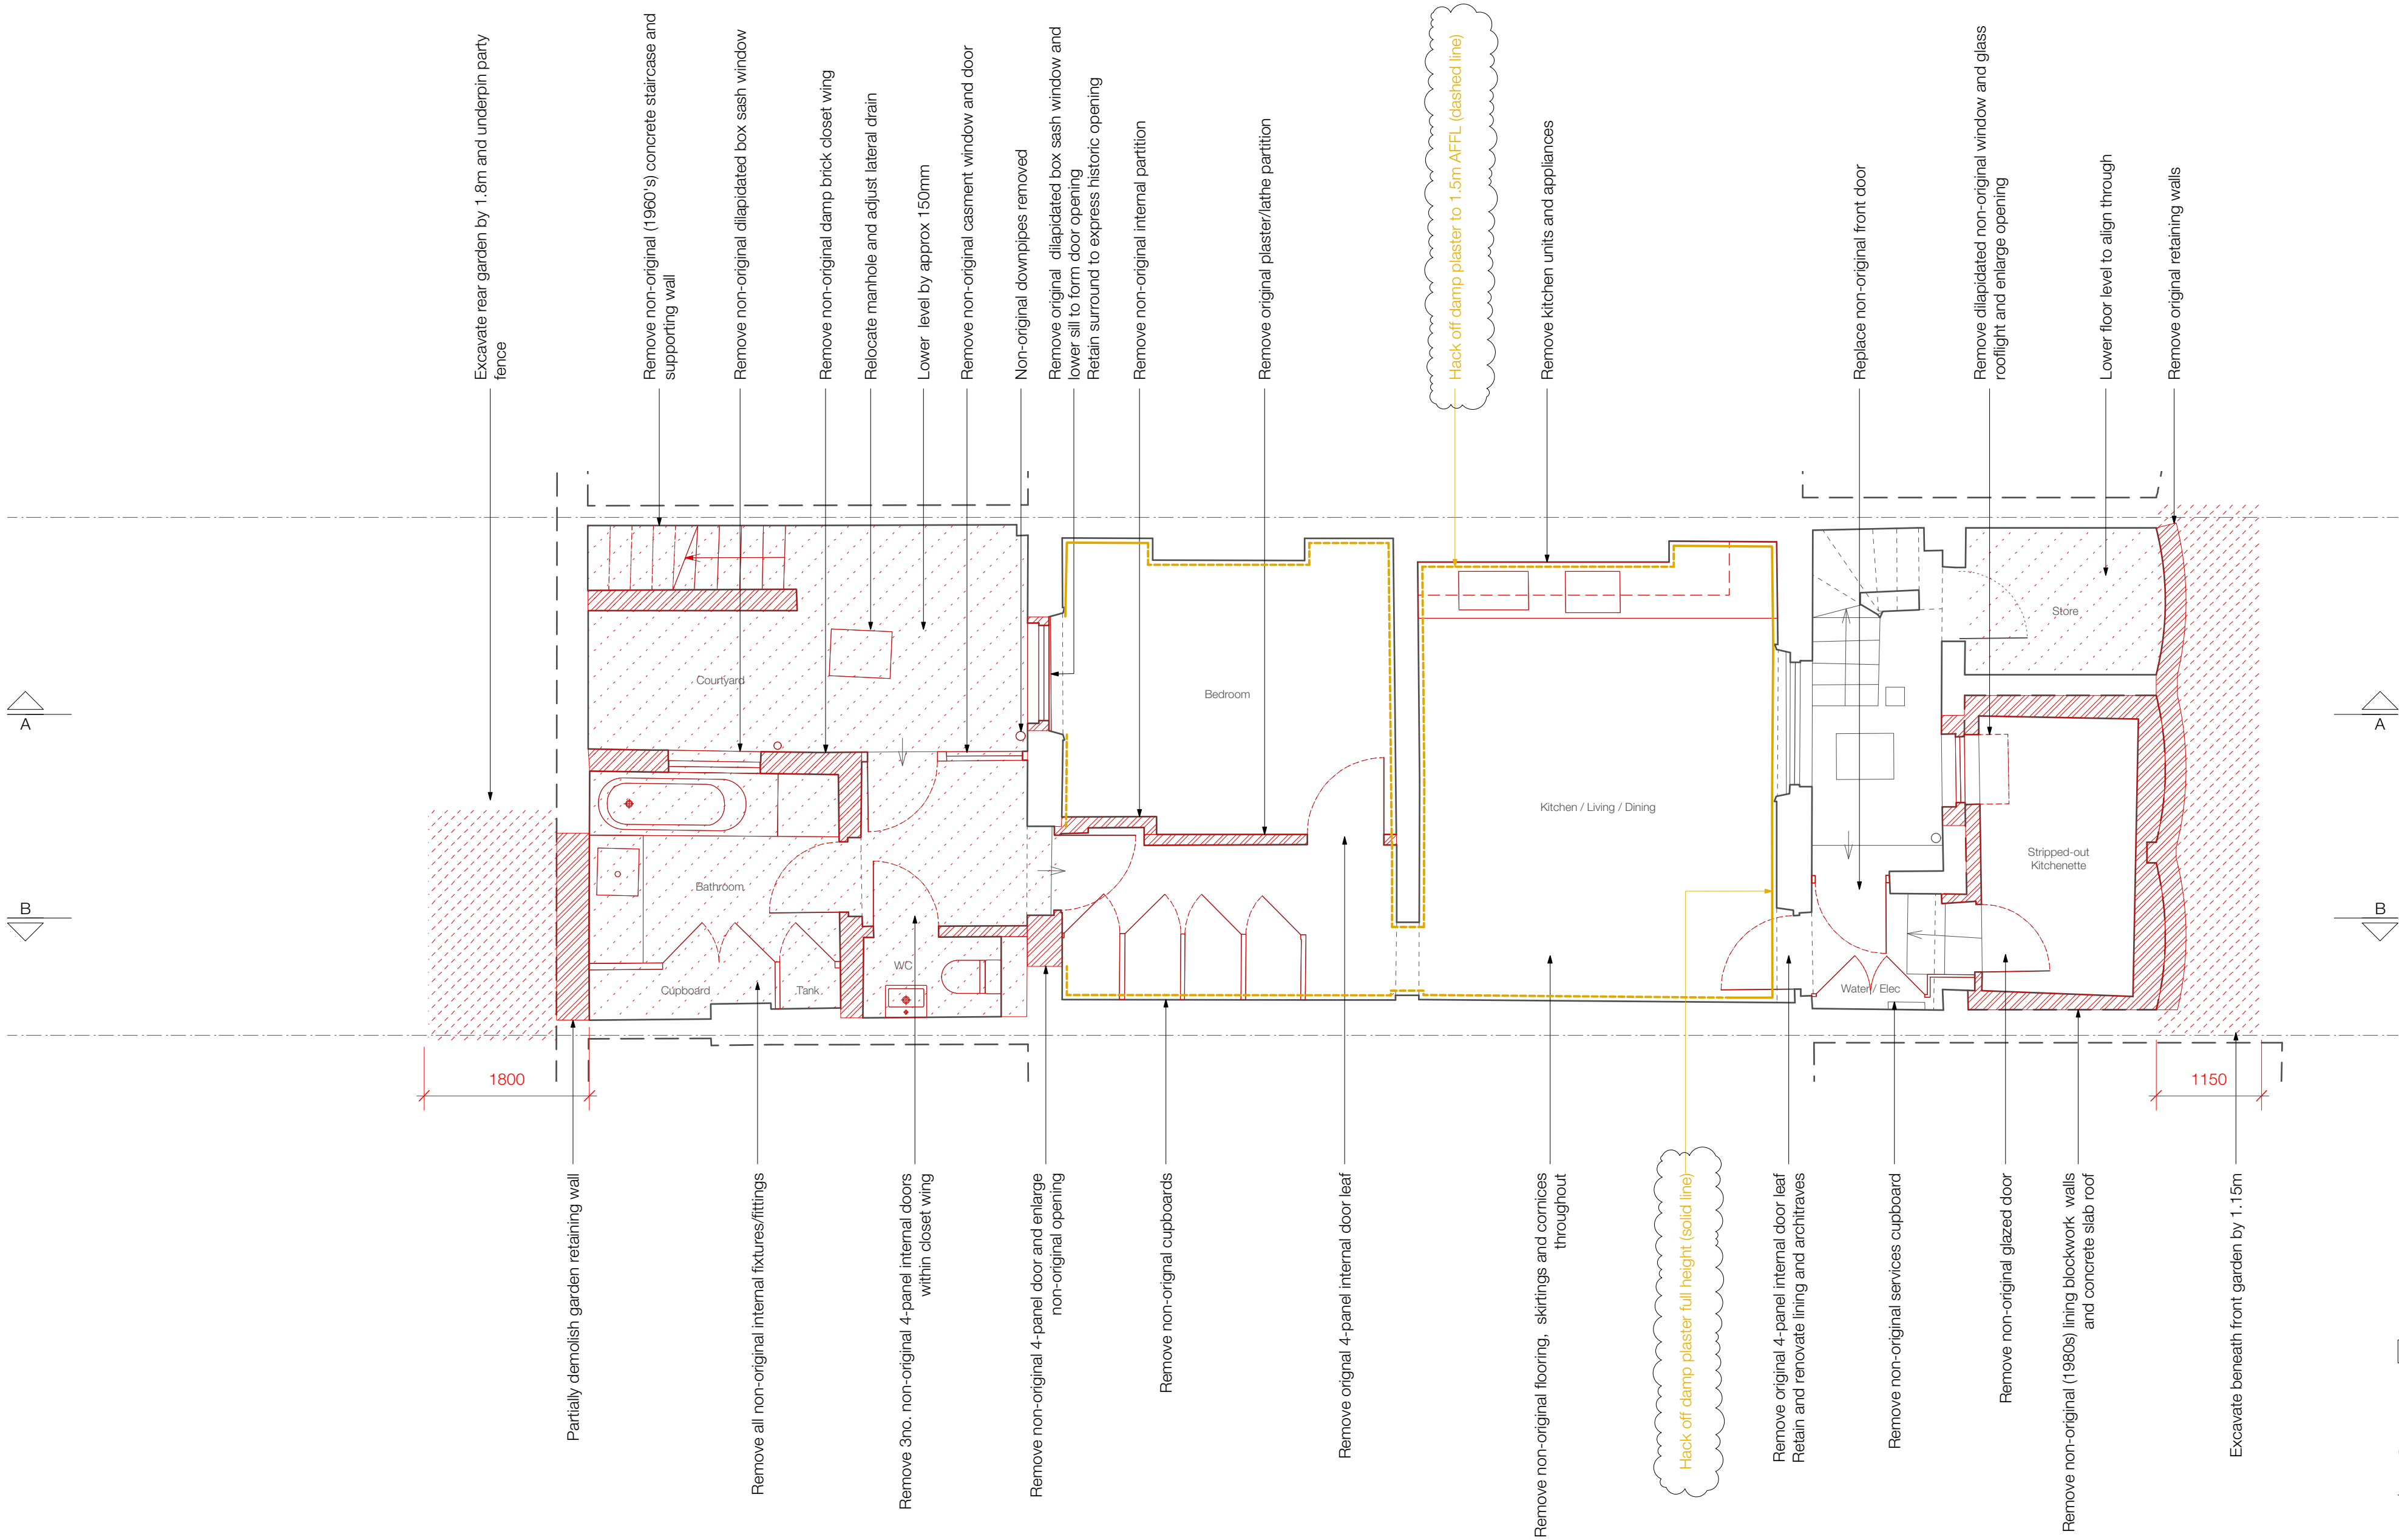 Excavate rear garden by 1.8m and underpin party
fence
Remove non-original (1960's) concrete staircase and
supporting wall
Remove non-original dilapidated box sash window
Remove non-original damp brick closet wing
Relocate manhole and adjust lateral drain
Lower level by approx 150mm
Remove non-original casment window and door
Non-original downpipes removed
Remove original dilapidated box sash window and
lower sill to form door opening
Retain surround to express historic opening
Remove non-original internal partition
Remove original plaster/lathe partition
Hack off damp plaster to 1.5m AFFL (dashed line)
Remove kitchen units and appliances
Replace non-original front door
Remove dilapidated non-original window and glass
rooflight and enlarge opening
Lower floor level to align through
Remove original retaining walls
Store
Courtyard
Bedroom
A
A
Kitchen / Living / Dining
Stripped-out
Kitchenette
Bathroom
B
B
WC
Cupboard
Tank
Water / Elec
1800
1150
Partially demolish garden retaining wall
Remove all non-original internal fixtures/fittings
Remove 3no. non-original 4-panel internal doors
within closet wing
Remove non-original 4-panel door and enlarge
non-original opening
Remove non-orignal cupboards
Remove original 4-panel internal door leaf
Remove non-original flooring, skirtings and cornices
throughout
Hack off damp plaster full height (solid line)
Remove original 4-panel internal door leaf
Retain and renovate lining and architraves
Remove non-original services cupboard
Remove non-original glazed door
Remove non-original (1980s) lining blockwork walls
and concrete slab roof
Excavate beneath front garden by 1.15m